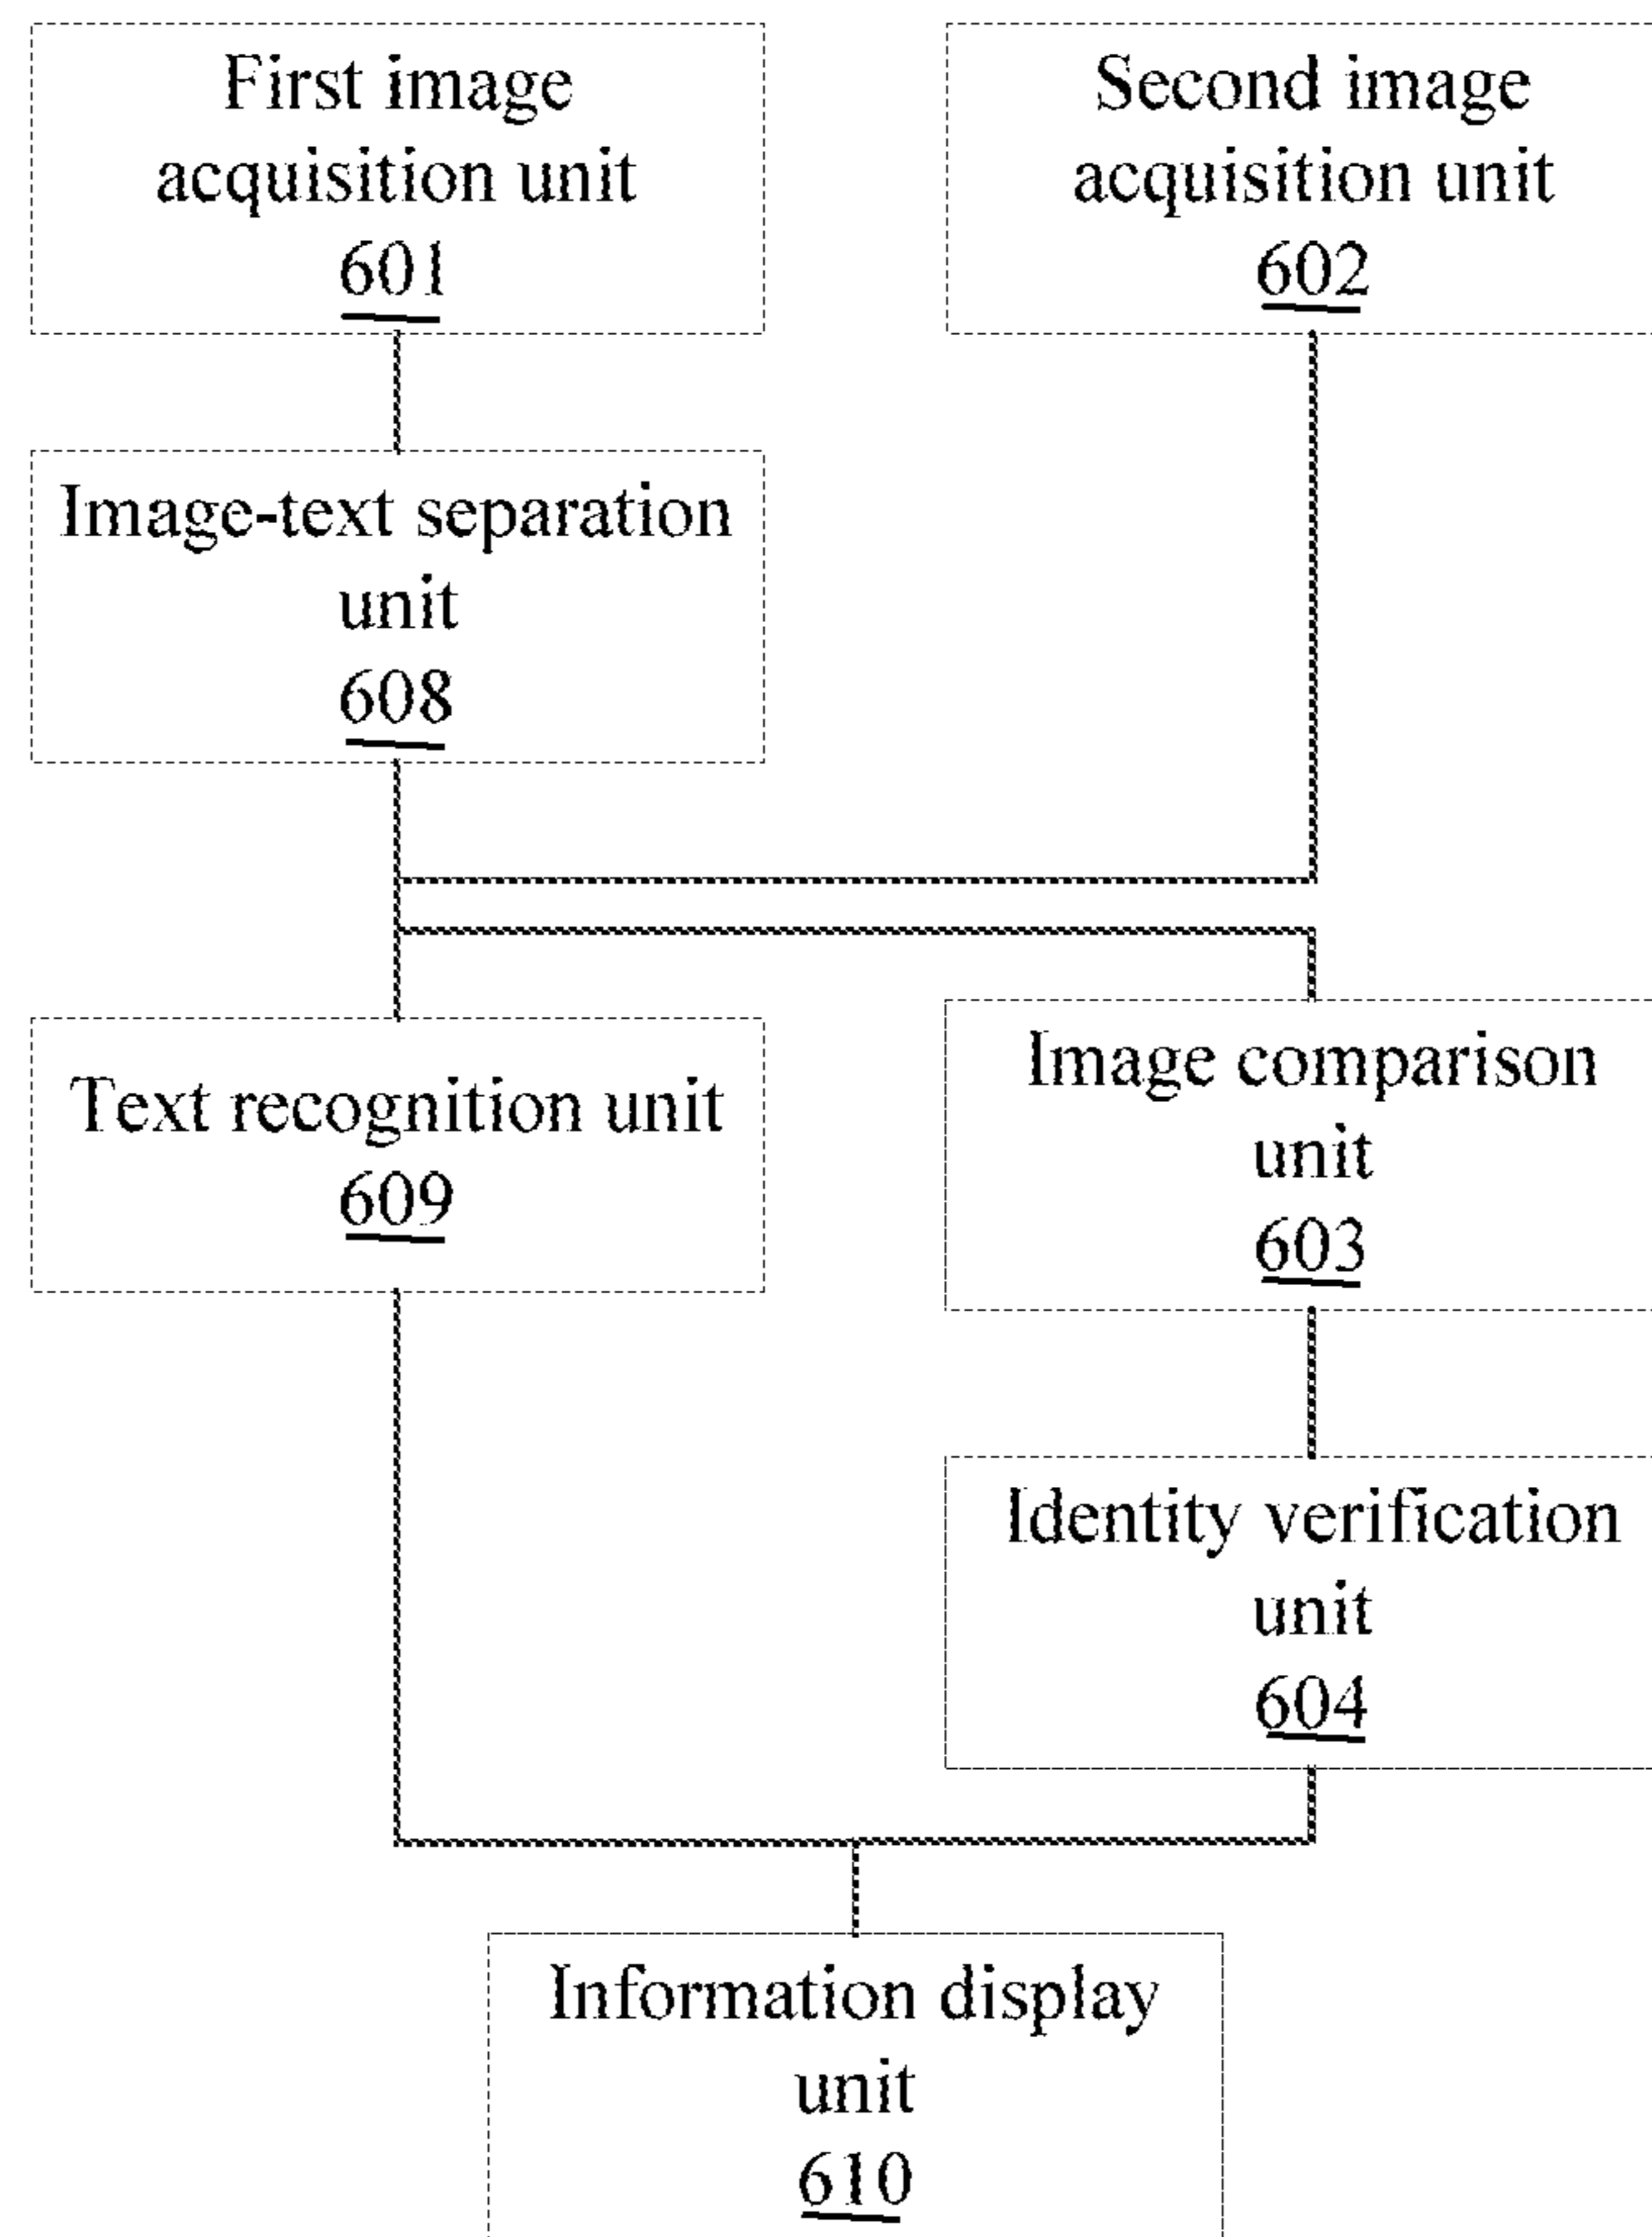 First image
acquisition unit
601
Second image
acquisition unit
602
Image-text separation
unit
608
Text recognition unit
609
Image comparison
unit
603
Identity verification
unit
604
Information display
unit
610